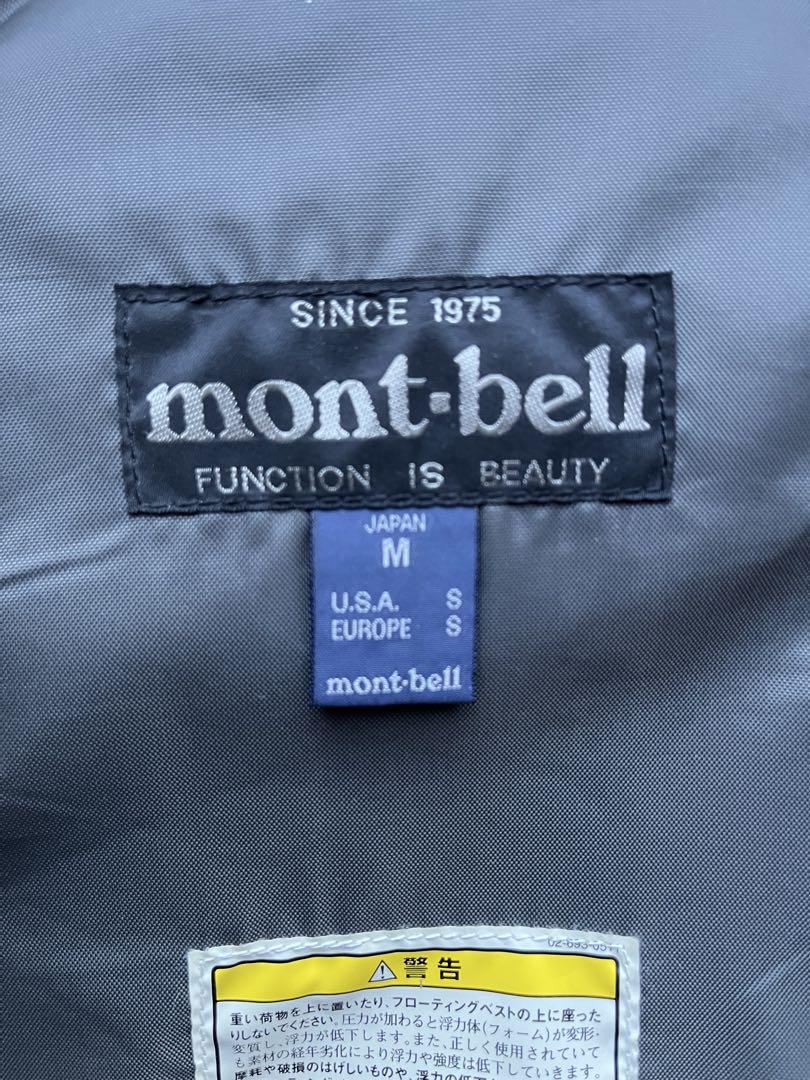 SINCE 1975
mont-bell
FUNCTION IS BEAUTY
JAPAN
M
U.S.A. S
EUROPE S
mont-bell
⚠警告
重い荷物を上に置いたり、フローティングベストの上に座った
りしないでください。圧力が加わると浮力体(フォーム)が変形・
変質し、浮力が低下します。また、正しく使用されていて
も素材の経年劣化により浮力や強度は低下していきます。
摩耗や破損のはげしいものや、浮力の低下